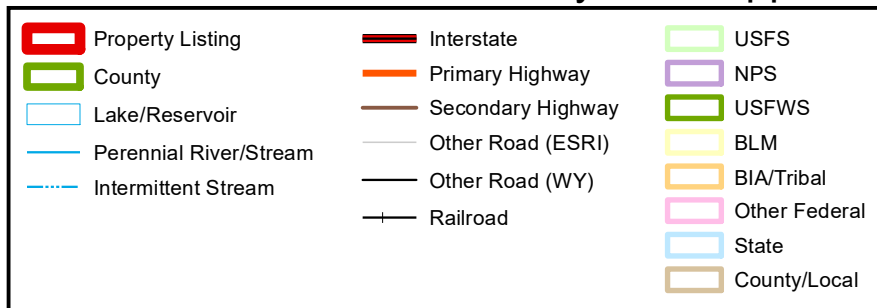 Property Listing
County
Lake/Reservoir
Perennial River/Stream
Intermittent Stream
Interstate
Primary Highway
Secondary Highway
Other Road (ESRI)
Other Road (WY)
Railroad
USFS
NPS
USFWS
BLM
BIA/Tribal
Other Federal
State
County/Local